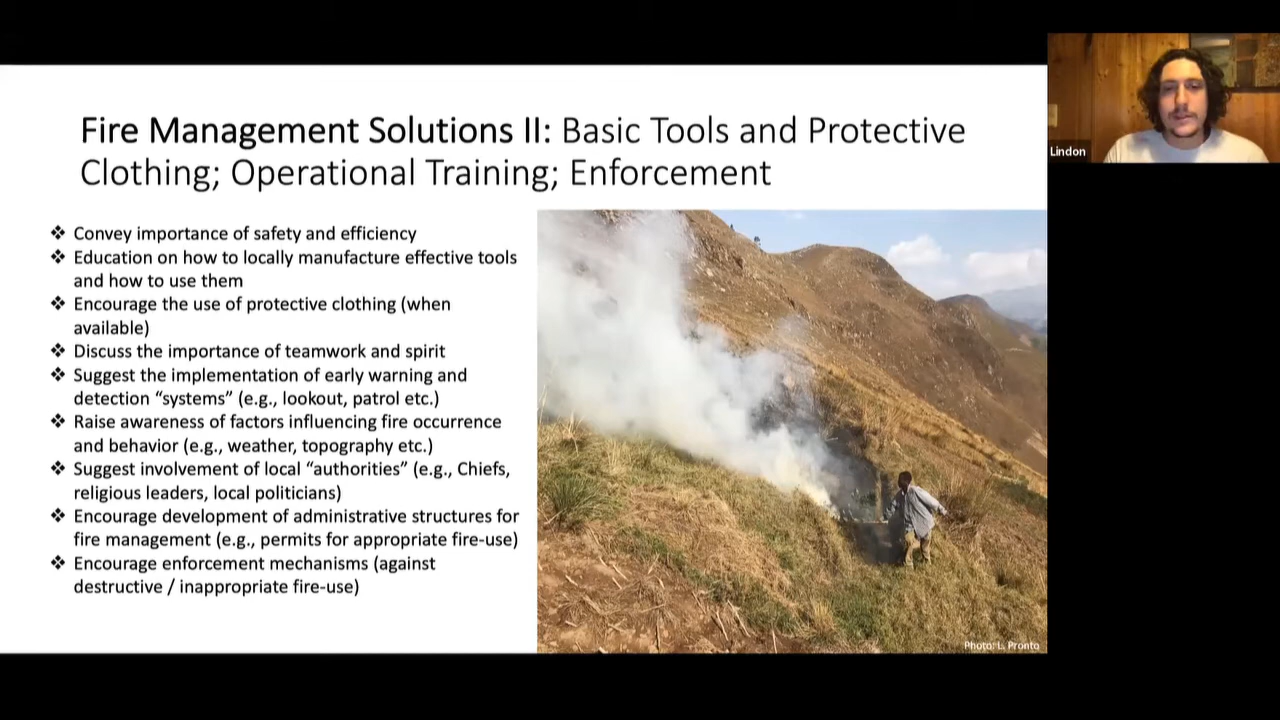 Fire Management Solutions II: Basic Tools and Protective
Clothing; Operational Training; Enforcement
❖ Convey importance of safety and efficiency
❖ Education on how to locally manufacture effective tools
and how to use them
❖ Encourage the use of protective clothing (when
available)
❖ Discuss the importance of teamwork and spirit
❖ Suggest the implementation of early warning and
detection “systems” (e.g., lookout, patrol etc.)
❖ Raise awareness of factors influencing fire occurrence
and behavior (e.g., weather, topography etc.)
❖ Suggest involvement of local “authorities” (e.g., Chiefs,
religious leaders, local politicians)
❖ Encourage development of administrative structures for
fire management (e.g., permits for appropriate fire-use)
❖ Encourage enforcement mechanisms (against
destructive / inappropriate fire-use)
Photo: L. Pronto
Lindon